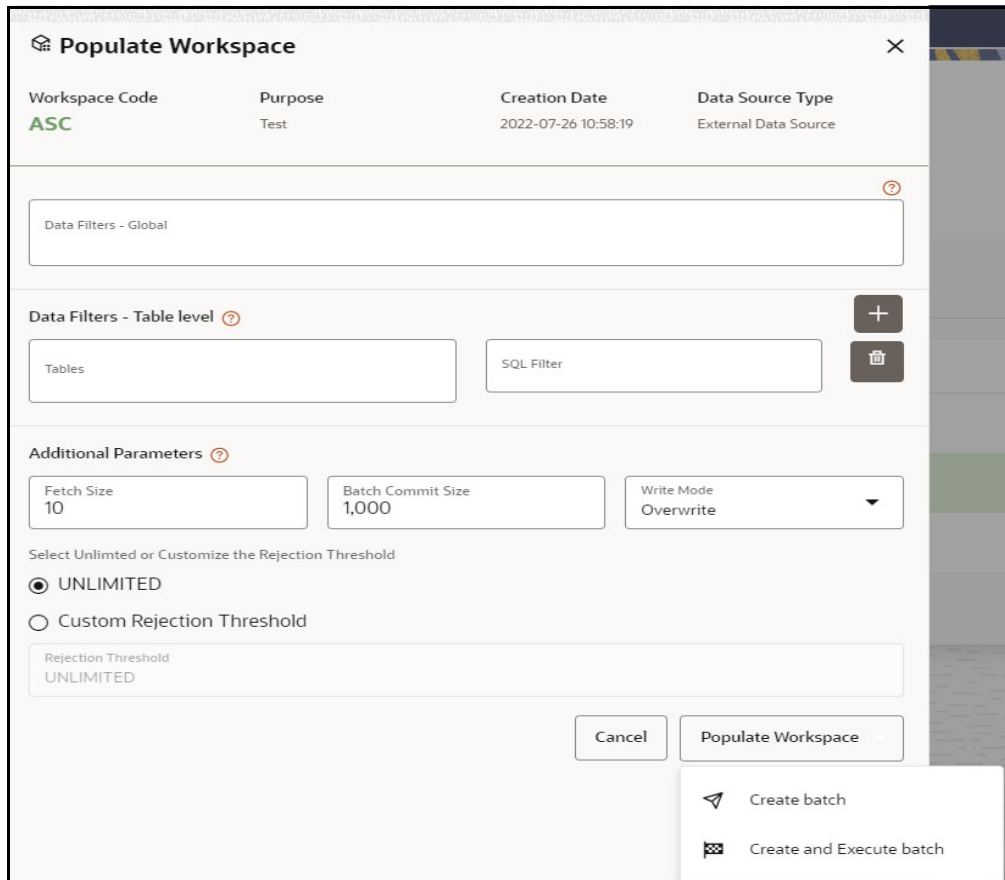 Populate Workspace
Workspace Code Purpose Creation Date Data Source Type
ASC Test 2022-07-26 10:58:19 External Data Source
?
Data Filters - Global
Data Filters - Table level ?
Tables SQL Filter
Additional Parameters ?
Fetch Size Batch Commit Size Write Mode
10 1,000 Overwrite
Select Unlimted or Customize the Rejection Threshold
UNLIMITED
Custom Rejection Threshold
Rejection Threshold
UNLIMITED
Cancel Populate Workspace
Create batch
Create and Execute batch